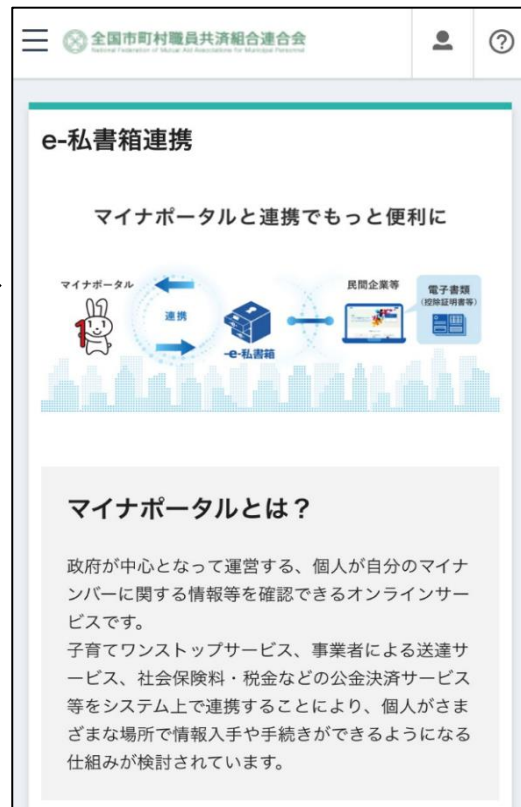 全国市町村職員共済組合連合会
National Federation of Mutual Aid Associations for Municipal Personnel
e-私書箱連携
マイナポータルと連携でもっと便利に
マイナポータル
連携
-e-私書箱
民間企業等
電子書類
(控除証明書等)
マイナポータルとは？
政府が中心となって運営する、個人が自分のマイナ
ンバーに関する情報等を確認できるオンラインサー
ビスです。
子育てワンストップサービス、事業者による送達サ
ービス、社会保険料・税金などの公金決済サービス
等をシステム上で連携することにより、個人がさま
ざまな場所で情報入手や手続きができるようになる
仕組みが検討されています。